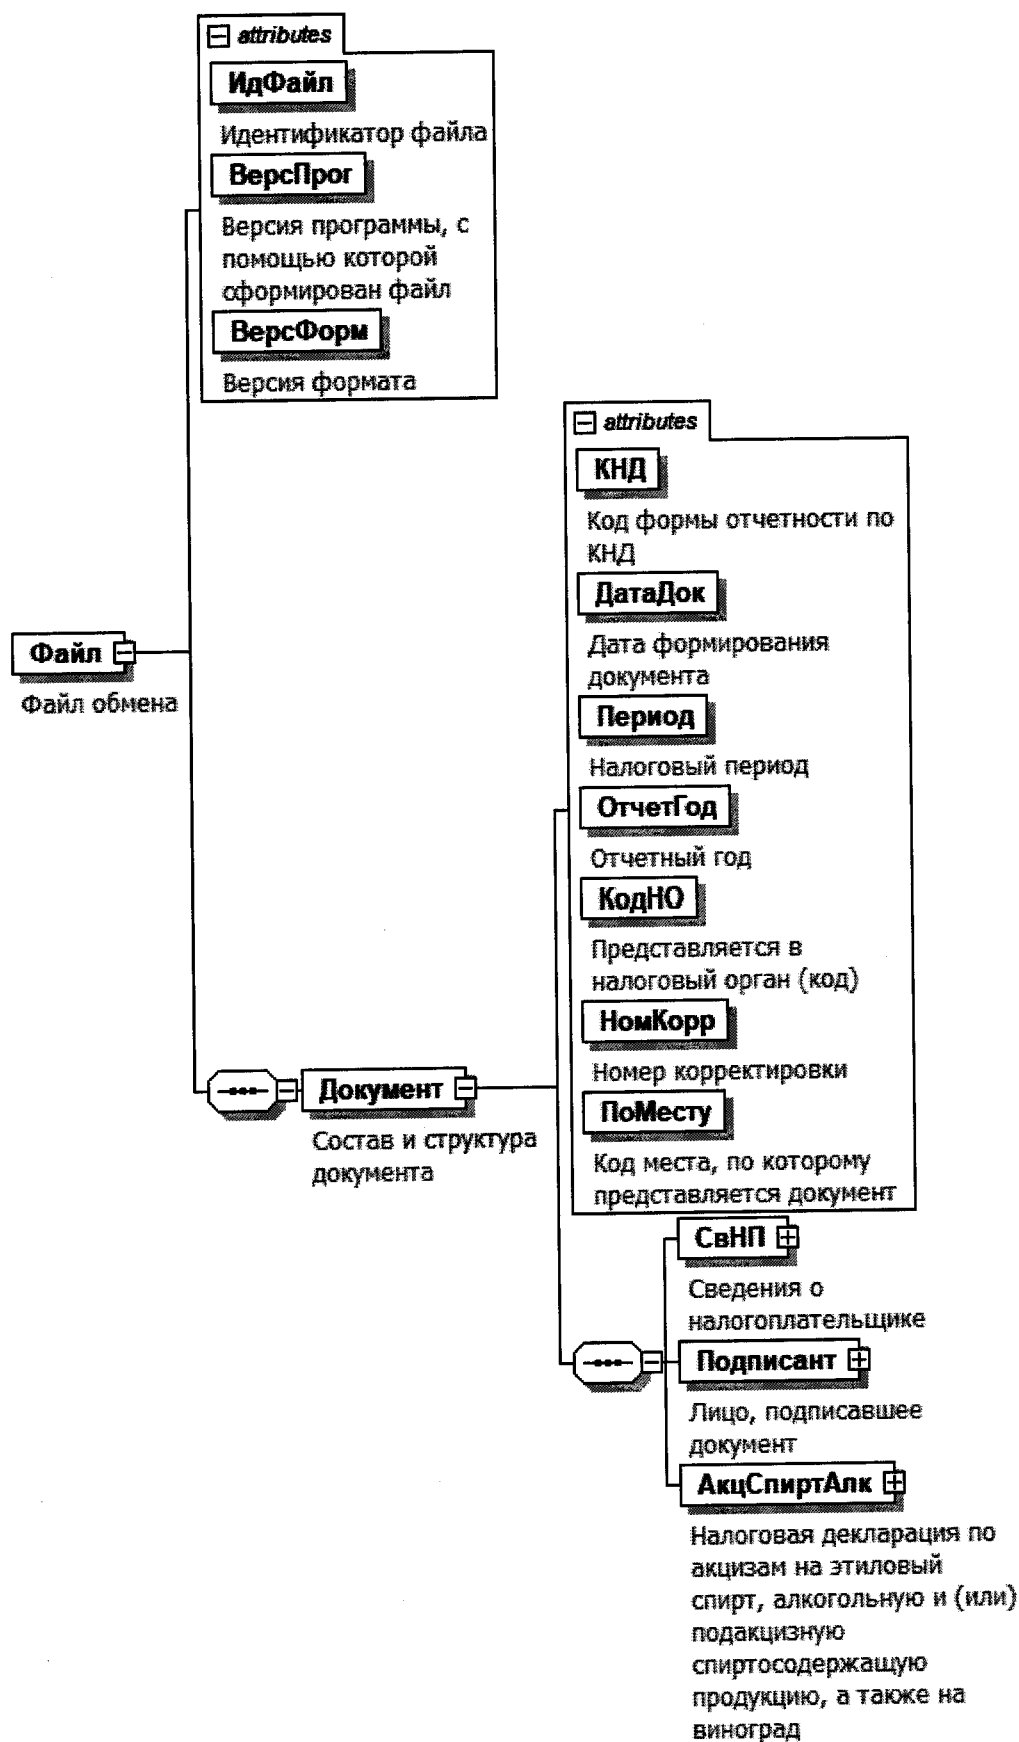 attributes
ИдФайл
Идентификатор файла
ВерсПрог
Версия программы, с
помощью которой
сформирован файл
ВерсФорм
Версия формата
Файл
Файл обмена
attributes
КНД
Код формы отчетности по
КНД
ДатаДок
Дата формирования
документа
Период
Налоговый период
ОтчетГод
Отчетный год
КодНО
Представляется в
налоговый орган (код)
НомКорр
Номер корректировки
ПоМесту
Код места, по которому
представляется документ
Документ
Состав и структура
документа
СвНП
Сведения о
налогоплательщике
Подписант
Лицо, подписавшее
документ
АкцСпиртАлк
Налоговая декларация по
акцизам на этиловый
спирт, алкогольную и (или)
подакцизную
спиртосодержащую
продукцию, а также на
виноград